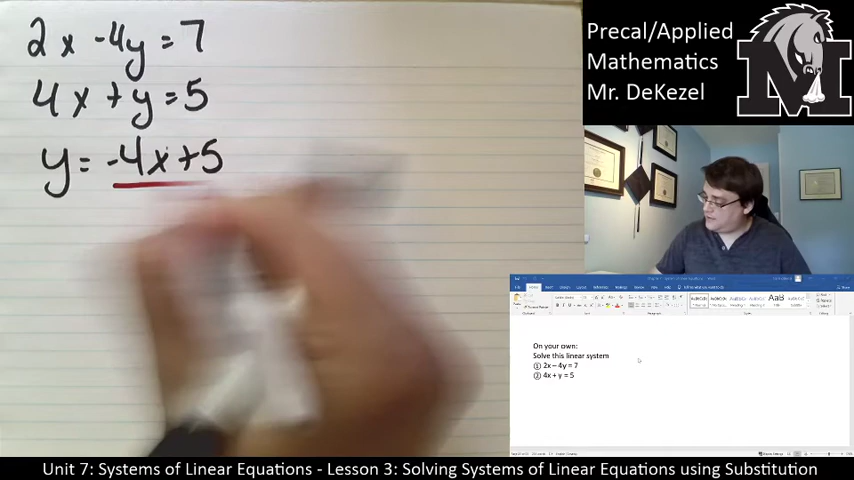 2x -4y = 7
4x + y = 5
y = -4x + 5
Precal/Applied
Mathematics
Mr. DeKezel
M
On your own:
Solve this linear system
① 2x – 4y = 7
② 4x + y = 5
Unit 7: Systems of Linear Equations - Lesson 3: Solving Systems of Linear Equations using Substitution